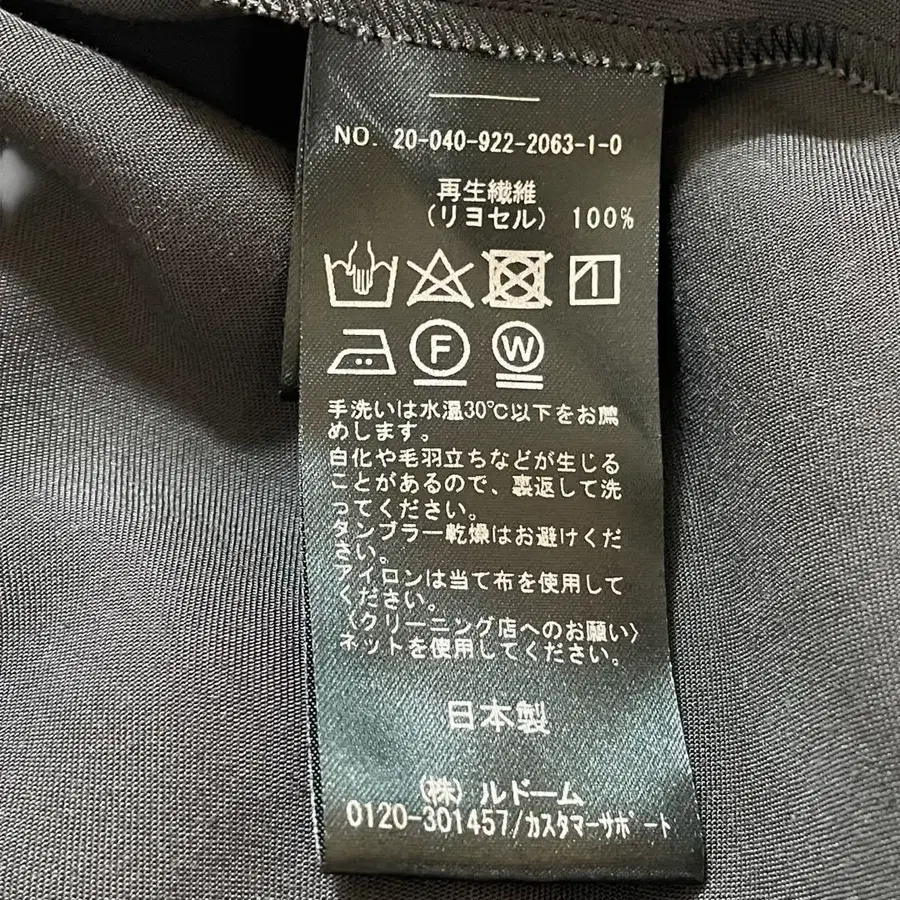 NO. 20-040-922-2063-1-0
再生繊維
(リヨセル) 100%
F W
手洗いは水温30℃以下をお薦
めします。
白化や毛羽立ちなどが生じる
ことがあるので、裏返して洗
ってください。
タンブラー乾燥はお避けくだ
さい。
アイロンは当て布を使用して
ください。
〈クリーニング店へのお願い〉
ネットを使用してください。
日本製
(株)ルドーム
0120-301457/カスタマーサポート